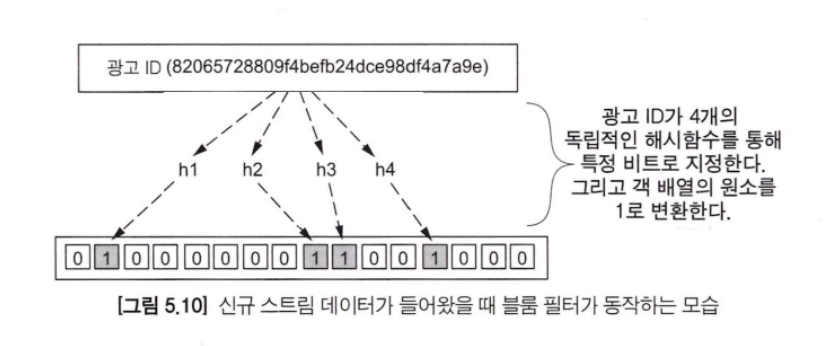 광고 ID (82065728809f4befb24dce98df4a7a9e)
h1 h2 h3 h4
광고 ID가 4개의
독립적인 해시함수를 통해
특정 비트로 지정한다.
그리고 객 배열의 원소를
1로 변환한다.
0 1 0 0 0 0 0 0 1 1 0 0 1 0 0 0
[그림 5.10] 신규 스트림 데이터가 들어왔을 때 블룸 필터가 동작하는 모습